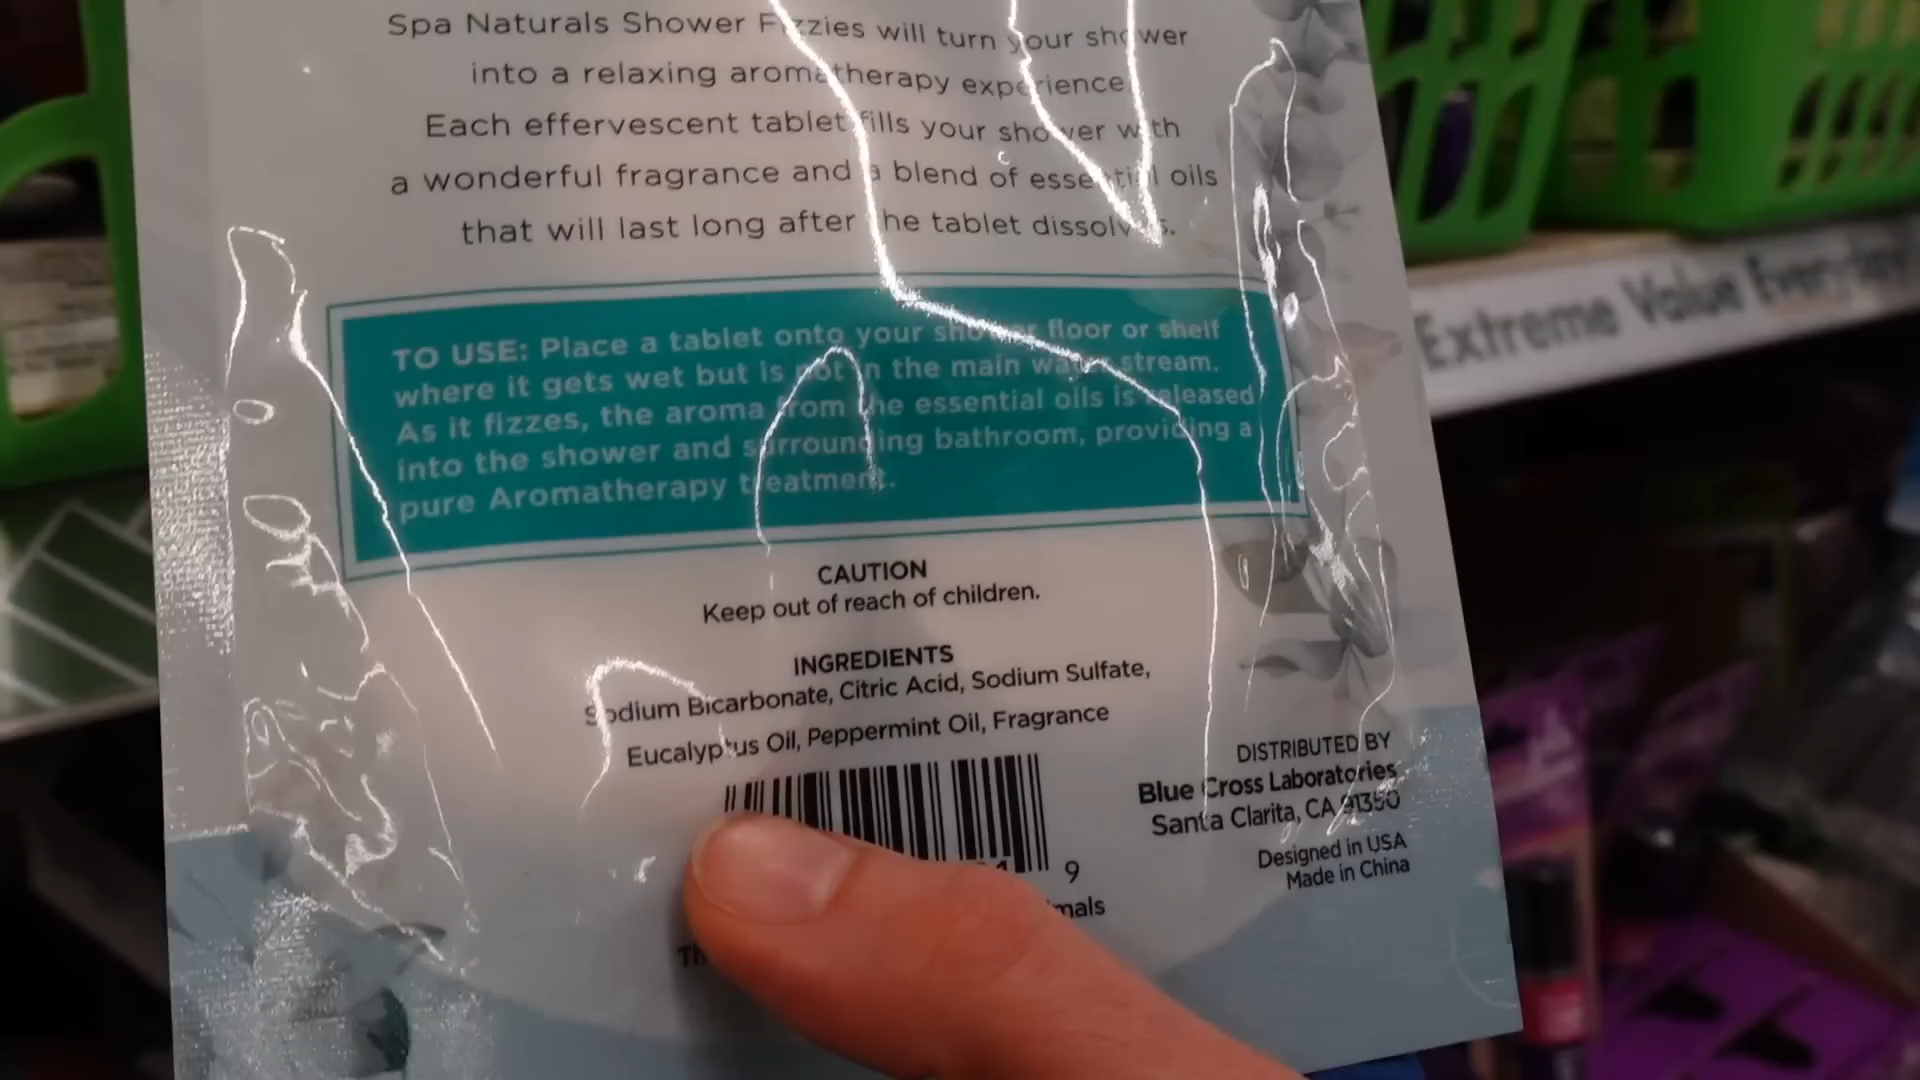 Spa Naturals Shower Fizzies will turn your shower
into a relaxing aromatherapy experience
Each effervescent tablet fills your shower with
a wonderful fragrance and a blend of essential oils
that will last long after the tablet dissolves.
TO USE: Place a tablet onto your shower floor or shelf
where it gets wet but is not in the main water stream.
As it fizzes, the aroma from the essential oils is released
into the shower and surrounding bathroom, providing a
pure Aromatherapy treatment.
CAUTION
Keep out of reach of children.
INGREDIENTS
Sodium Bicarbonate, Citric Acid, Sodium Sulfate,
Eucalyptus Oil, Peppermint Oil, Fragrance
DISTRIBUTED BY
Blue Cross Laboratories
Santa Clarita, CA 91350
Designed in USA
Made in China
9
Extreme Value Everyday!